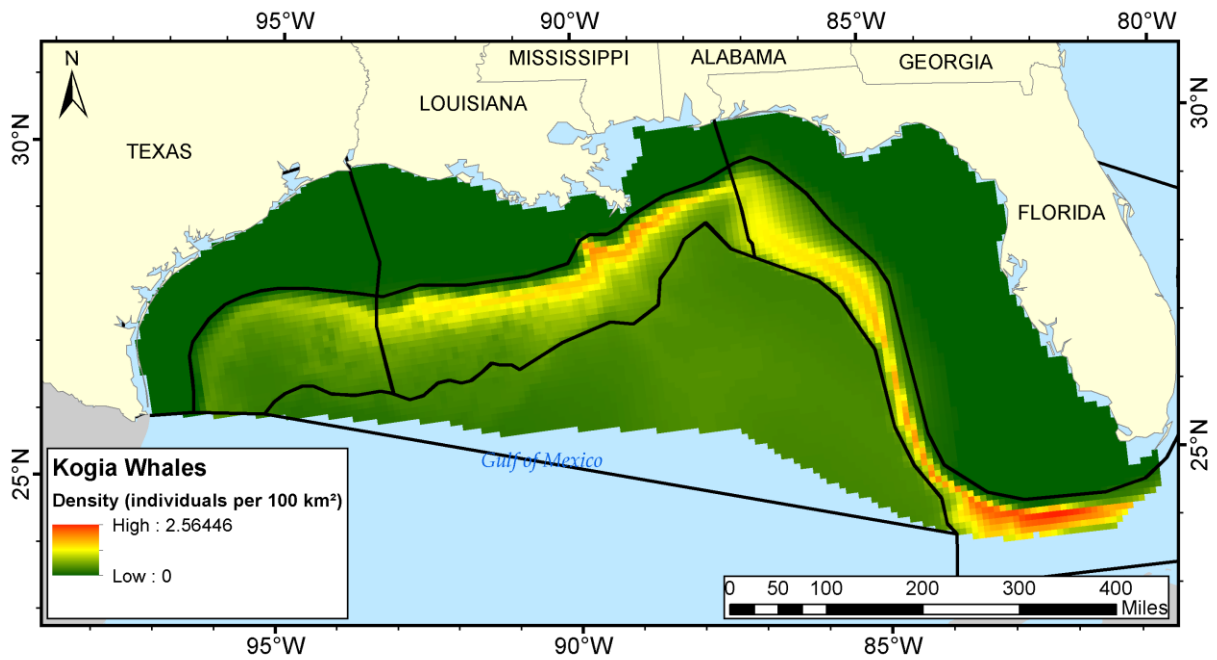 95°W
90°W
85°W
80°W
N
MISSISSIPPI
ALABAMA
GEORGIA
LOUISIANA
TEXAS
30°N
30°N
FLORIDA
25°N
25°N
Gulf of Mexico
Kogia Whales
Density (individuals per 100 km²)
High : 2.56446
Low : 0
0 50 100 200 300 400
Miles
95°W
90°W
85°W